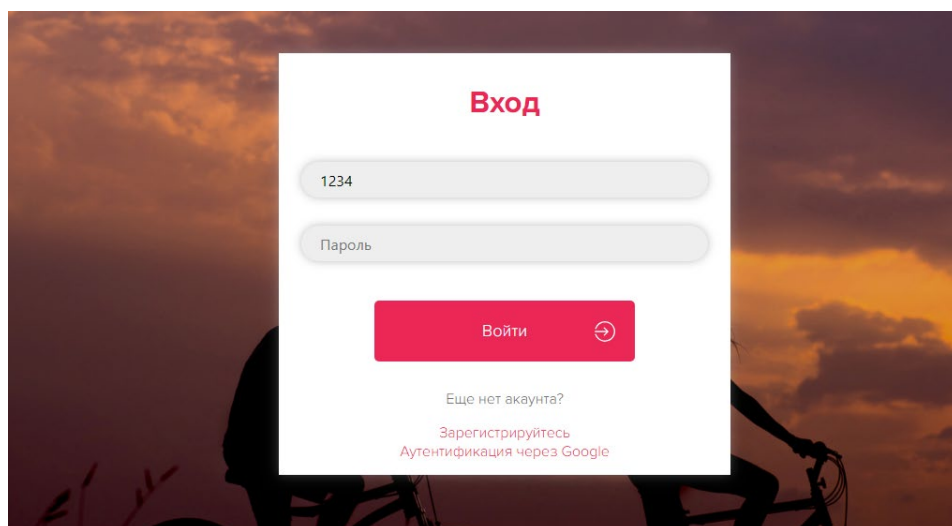 Вход
1234
Пароль
Войти
Еще нет акаунта?
Зарегистрируйтесь
Аутентификация через Google